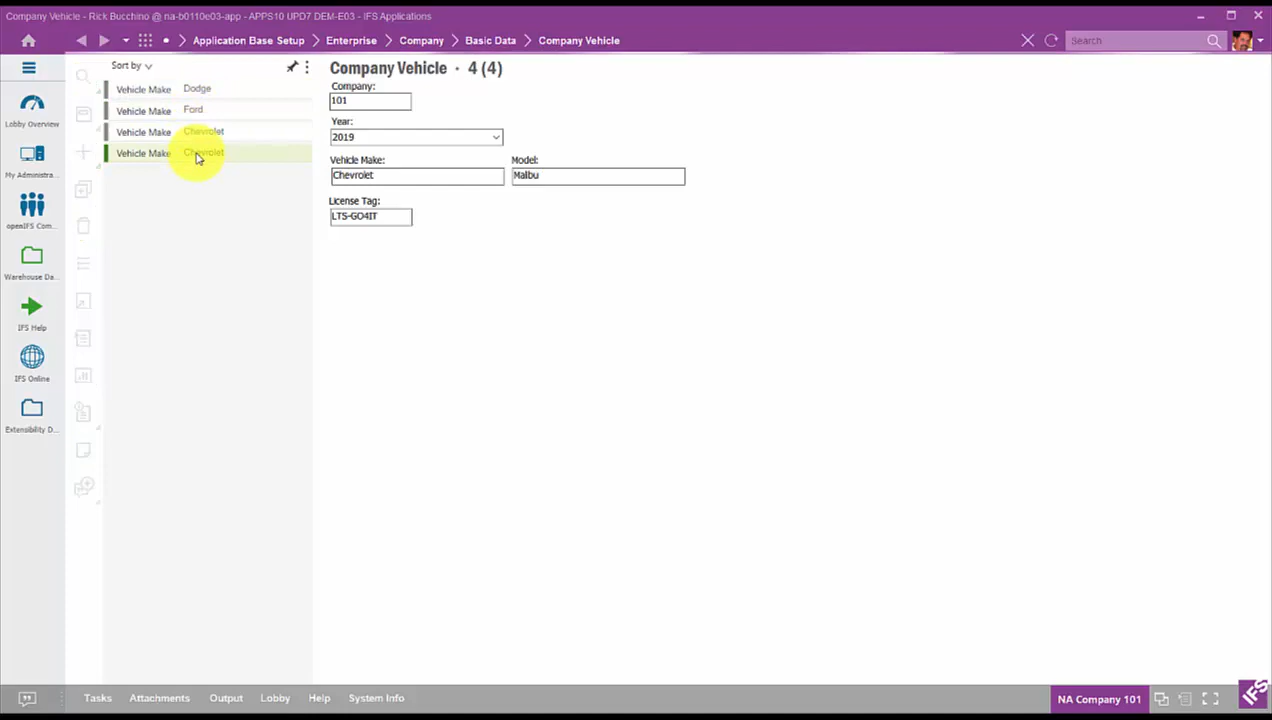 Company Vehicle - Rick Bucchino @ na-b0110e03-app - APPS10 UPD7 DEM-E03 - IFS Applications
Application Base Setup > Enterprise > Company > Basic Data > Company Vehicle
Search
Sort by
Company Vehicle · 4 (4)
Vehicle Make Dodge
Vehicle Make Ford
Vehicle Make Chevrolet
Vehicle Make Chevrolet
Company:
101
Year:
2019
Vehicle Make: Model:
Chevrolet Malbu
License Tag:
LTS-GO4IT
Lobby Overview
My Administra...
openIFS Com...
Warehouse Da...
IFS Help
IFS Online
Extensibility D...
Tasks Attachments Output Lobby Help System Info
NA Company 101
IFS